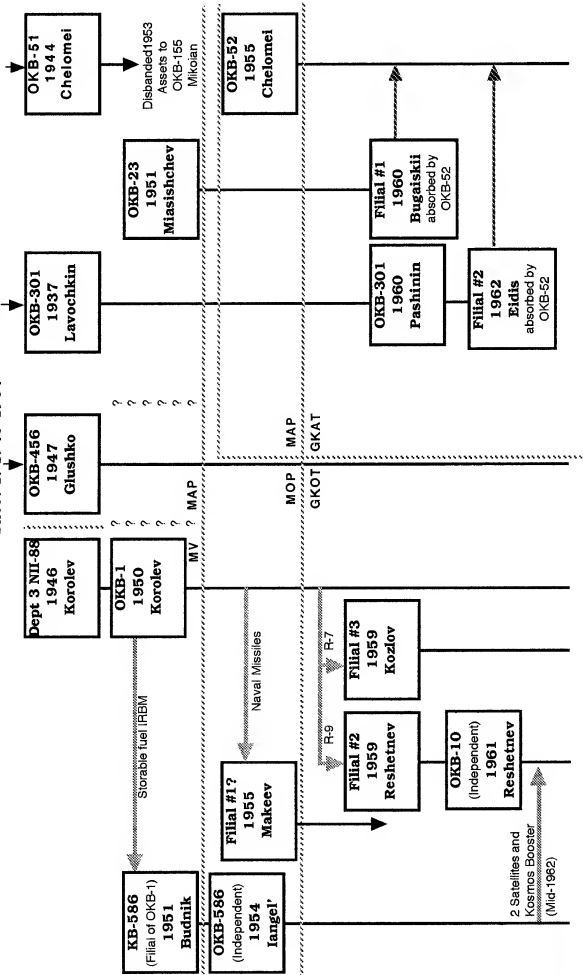 Dept 3 NII-88
1946
Korolev
OKB-456
1947
Glushko
OKB-301
1937
Lavochkin
OKB-51
1944
Chelomei
KB-586
(Filial of OKB-1)
1951
Budnik
Storable fuel IRBM
OKB-1
1950
Korolev
? ? ? ? ? ?
? ? ? ? ? ?
OKB-23
1951
Miasishchev
Disbanded1953
Assets to
OKB-155
Mikoian
MV
MAP
OKB-586
(Independent)
1954
Iangel'
Filial #1?
1955
Makeev
Naval Missiles
OKB-52
1955
Chelomei
MOP
MAP
GKOT
GKAT
R-9
R-7
Filial #2
1959
Reshetnev
Filial #3
1959
Kozlov
OKB-301
1960
Pashinin
Filial #1
1960
Bugaiskii
absorbed by
OKB-52
OKB-10
(Independent)
1961
Reshetnev
Filial #2
1962
Eidis
absorbed by
OKB-52
2 Satellites and
Kosmos Booster
(Mid-1962)